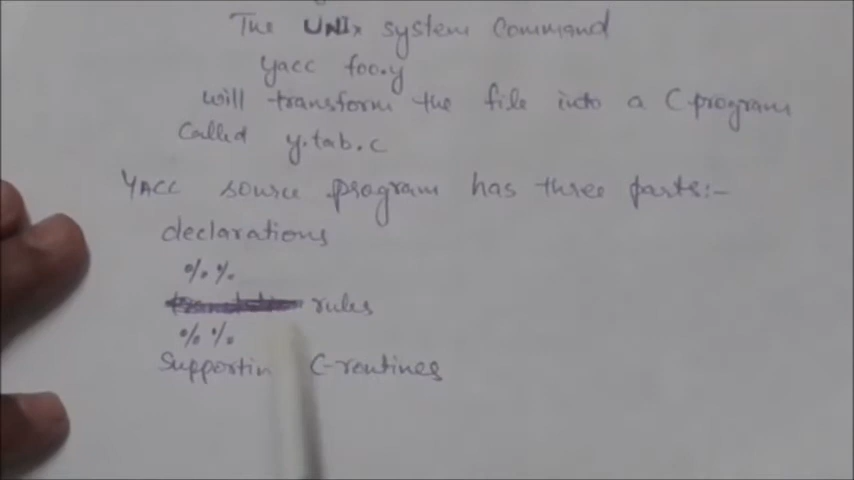 The UNIX system command
yacc foo.y
will transform the file into a C program
Called y.tab.c
YACC source program has three parts:-
declarations
%%
rules
%%
Supportin C-routines